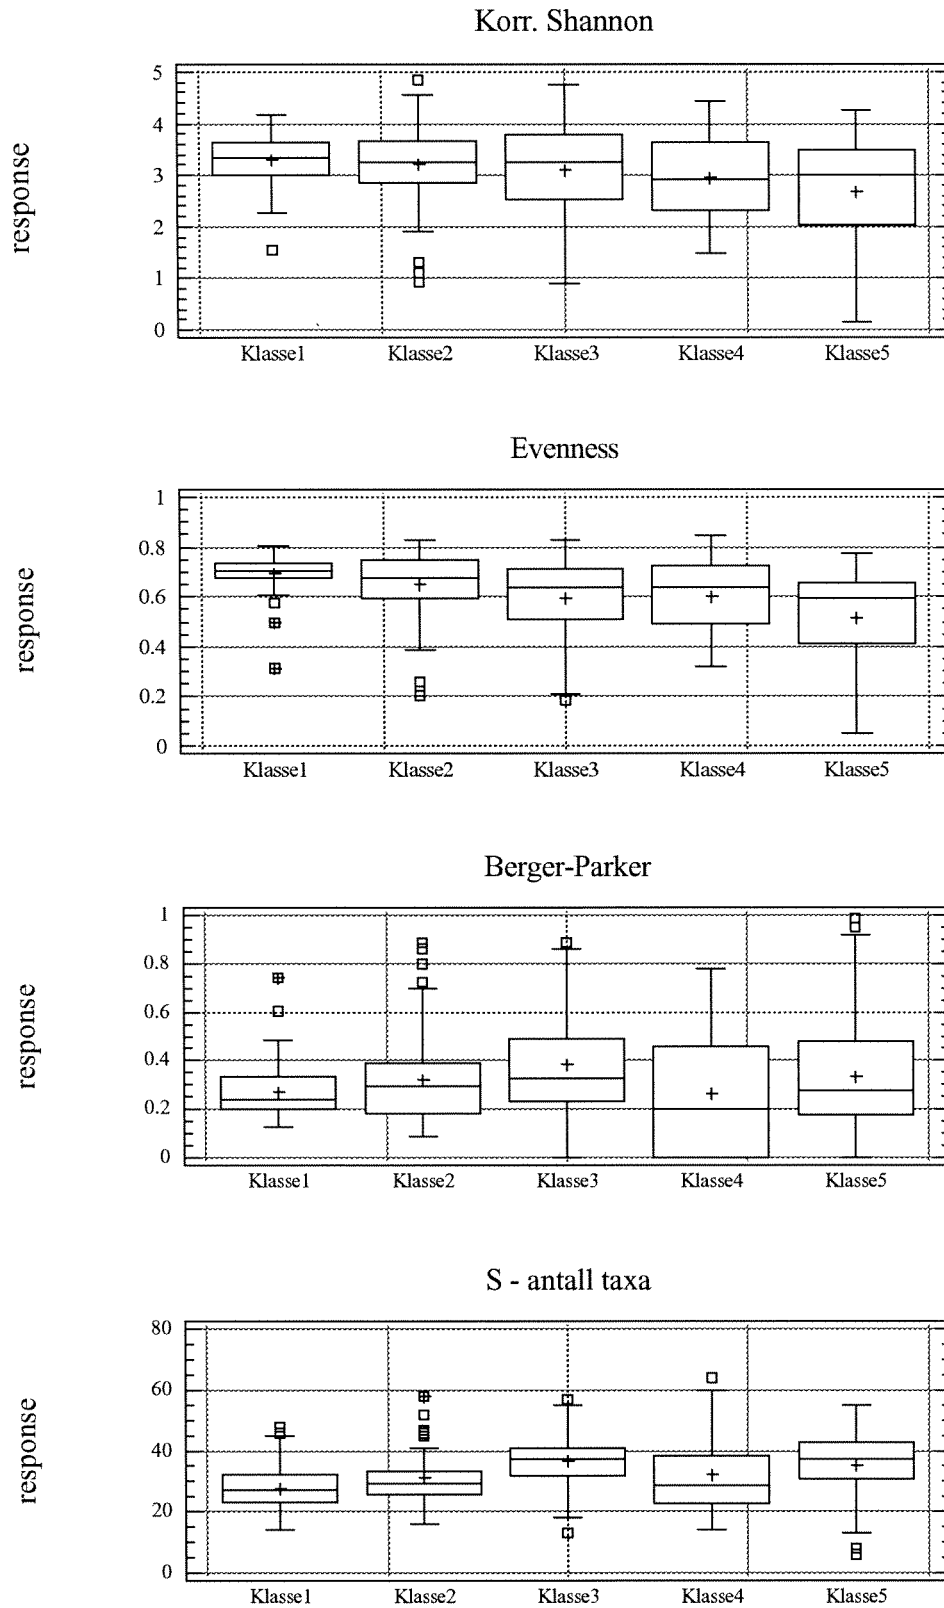 Korr. Shannon
response
5
4
3
2
1
0
Klasse1 Klasse2 Klasse3 Klasse4 Klasse5
Evenness
response
1
0.8
0.6
0.4
0.2
0
Klasse1 Klasse2 Klasse3 Klasse4 Klasse5
Berger-Parker
response
1
0.8
0.6
0.4
0.2
0
Klasse1 Klasse2 Klasse3 Klasse4 Klasse5
S - antall taxa
response
80
60
40
20
0
Klasse1 Klasse2 Klasse3 Klasse4 Klasse5